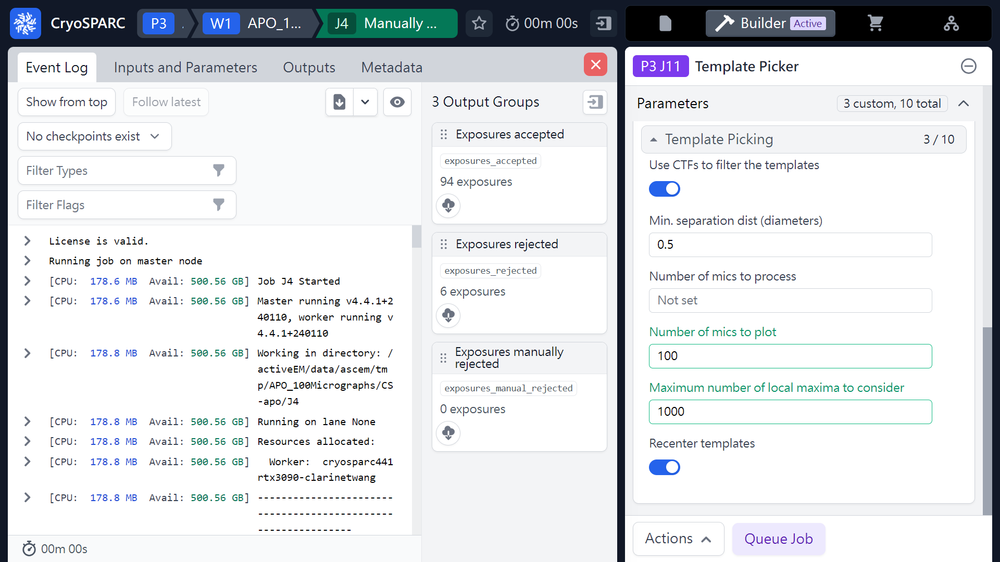 CryoSPARC
P3
W1 APO_1...
J4 Manually ...
00m 00s
Builder Active
Event Log
Inputs and Parameters
Outputs
Metadata
Show from top
Follow latest
No checkpoints exist
Filter Types
Filter Flags
License is valid.
Running job on master node
[CPU: 178.6 MB Avail: 500.56 GB] Job J4 Started
[CPU: 178.6 MB Avail: 500.56 GB] Master running v4.4.1+2
40110, worker running v
4.4.1+240110
[CPU: 178.8 MB Avail: 500.56 GB] Working in directory: /
activeEM/data/ascem/tm
p/APO_100Micrographs/CS
-apo/J4
[CPU: 178.8 MB Avail: 500.56 GB] Running on lane None
[CPU: 178.8 MB Avail: 500.56 GB] Resources allocated:
[CPU: 178.8 MB Avail: 500.56 GB] Worker: cryosparc441
rtx3090-clarinetwang
[CPU: 178.8 MB Avail: 500.56 GB] -----------------------
-----------------------
----------------
00m 00s
3 Output Groups
Exposures accepted
exposures_accepted
94 exposures
Exposures rejected
exposures_rejected
6 exposures
Exposures manually
rejected
exposures_manual_rejected
0 exposures
P3 J11 Template Picker
Parameters
3 custom, 10 total
Template Picking
3 / 10
Use CTFs to filter the templates
Min. separation dist (diameters)
0.5
Number of mics to process
Not set
Number of mics to plot
100
Maximum number of local maxima to consider
1000
Recenter templates
Actions
Queue Job